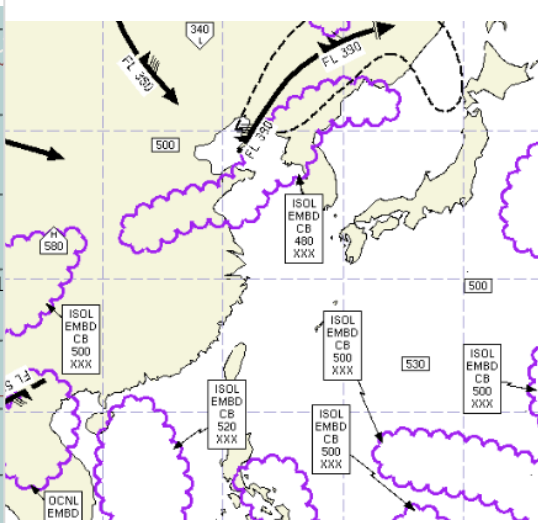 340
L
FL 390
FL 350
FL 390
500
ISOL
EMBD
CB
480
XXX
H
580
500
ISOL
EMBD
CB
500
XXX
ISOL
EMBD
CB
500
XXX
530
ISOL
EMBD
CB
500
XXX
FL
ISOL
EMBD
CB
520
XXX
ISOL
EMBD
CB
500
XXX
OCNL
EMBD